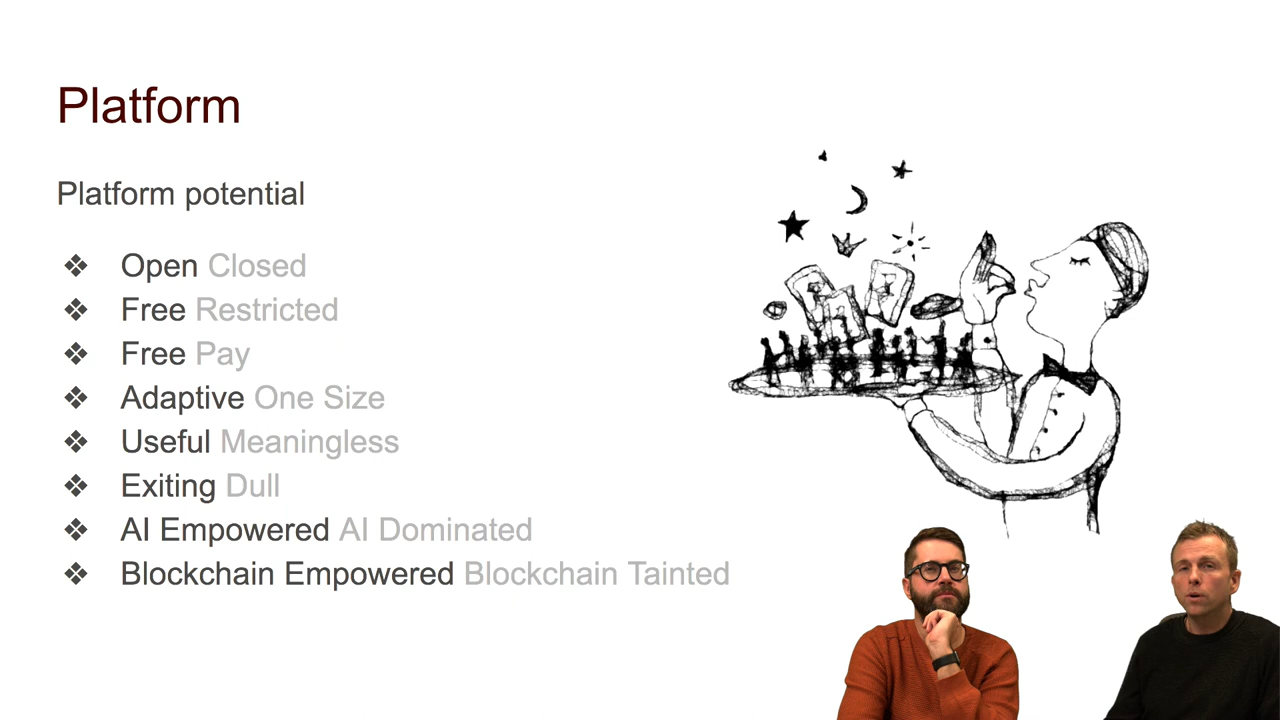 Platform
Platform potential
❖ Open Closed
❖ Free Restricted
❖ Free Pay
❖ Adaptive One Size
❖ Useful Meaningless
❖ Exiting Dull
❖ AI Empowered AI Dominated
❖ Blockchain Empowered Blockchain Tainted